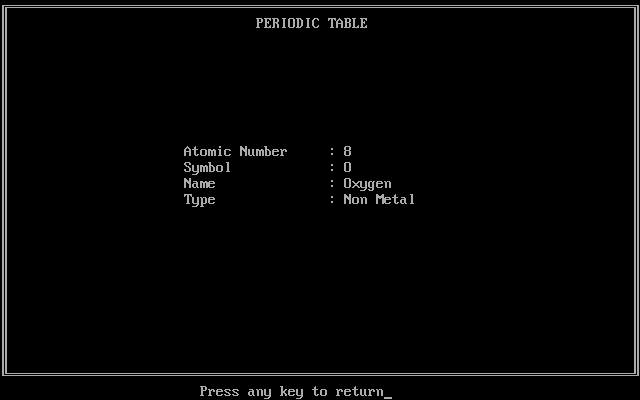 PERIODIC TABLE
Atomic Number : 8
Symbol : O
Name : Oxygen
Type : Non Metal
Press any key to return_